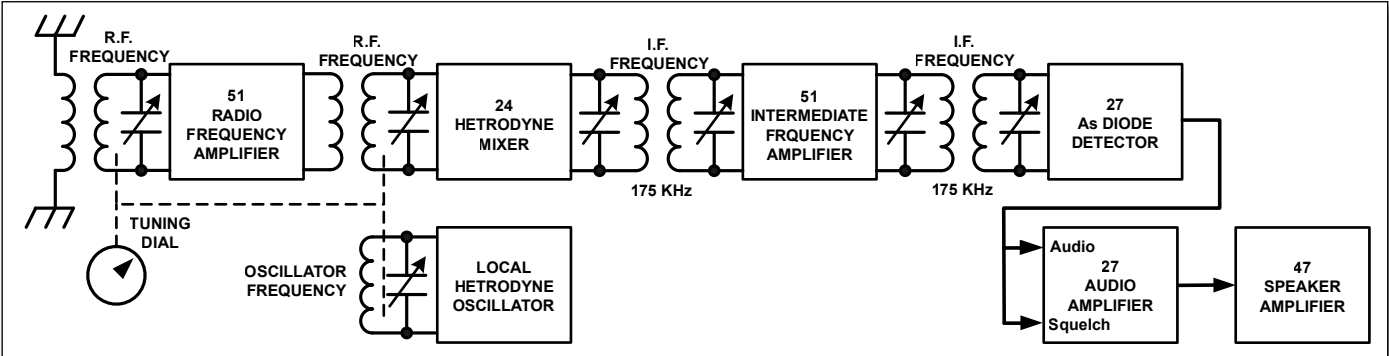 R.F.
FREQUENCY
51
RADIO
FREQUENCY
AMPLIFIER
R.F.
FREQUENCY
24
HETRODYNE
MIXER
I.F.
FREQUENCY
175 KHz
51
INTERMEDIATE
FRQUENCY
AMPLIFIER
I.F.
FREQUENCY
175 KHz
27
As DIODE
DETECTOR
TUNING
DIAL
OSCILLATOR
FREQUENCY
LOCAL
HETRODYNE
OSCILLATOR
Audio
27
AUDIO
AMPLIFIER
Squelch
47
SPEAKER
AMPLIFIER